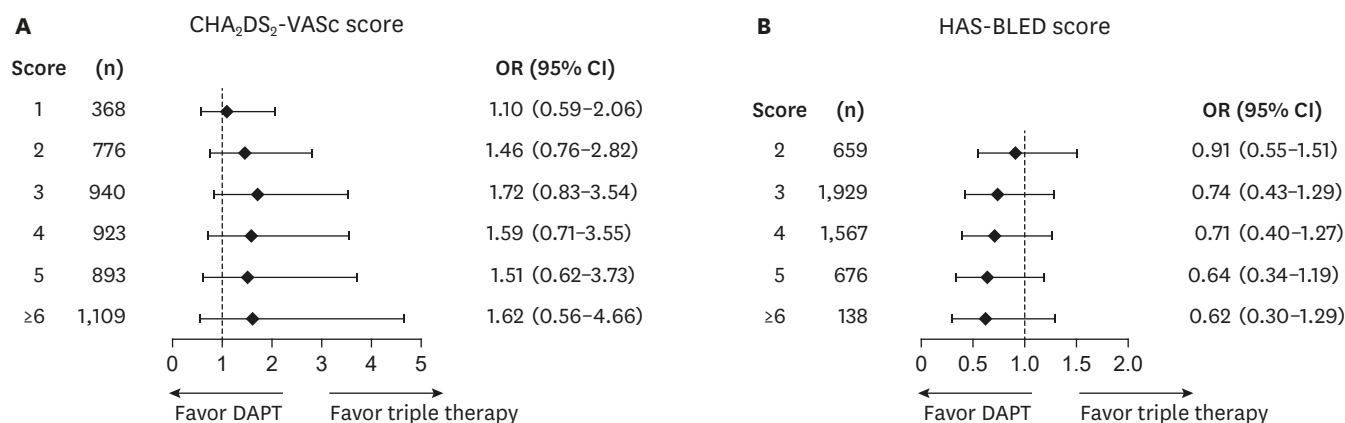 A CHA₂DS₂-VASc score
Score (n) OR (95% CI)
1 368 1.10 (0.59–2.06)
2 776 1.46 (0.76–2.82)
3 940 1.72 (0.83–3.54)
4 923 1.59 (0.71–3.55)
5 893 1.51 (0.62–3.73)
≥6 1,109 1.62 (0.56–4.66)
0 1 2 3 4 5
Favor DAPT Favor triple therapy
B HAS-BLED score
Score (n) OR (95% CI)
2 659 0.91 (0.55–1.51)
3 1,929 0.74 (0.43–1.29)
4 1,567 0.71 (0.40–1.27)
5 676 0.64 (0.34–1.19)
≥6 138 0.62 (0.30–1.29)
0 0.5 1.0 1.5 2.0
Favor DAPT Favor triple therapy